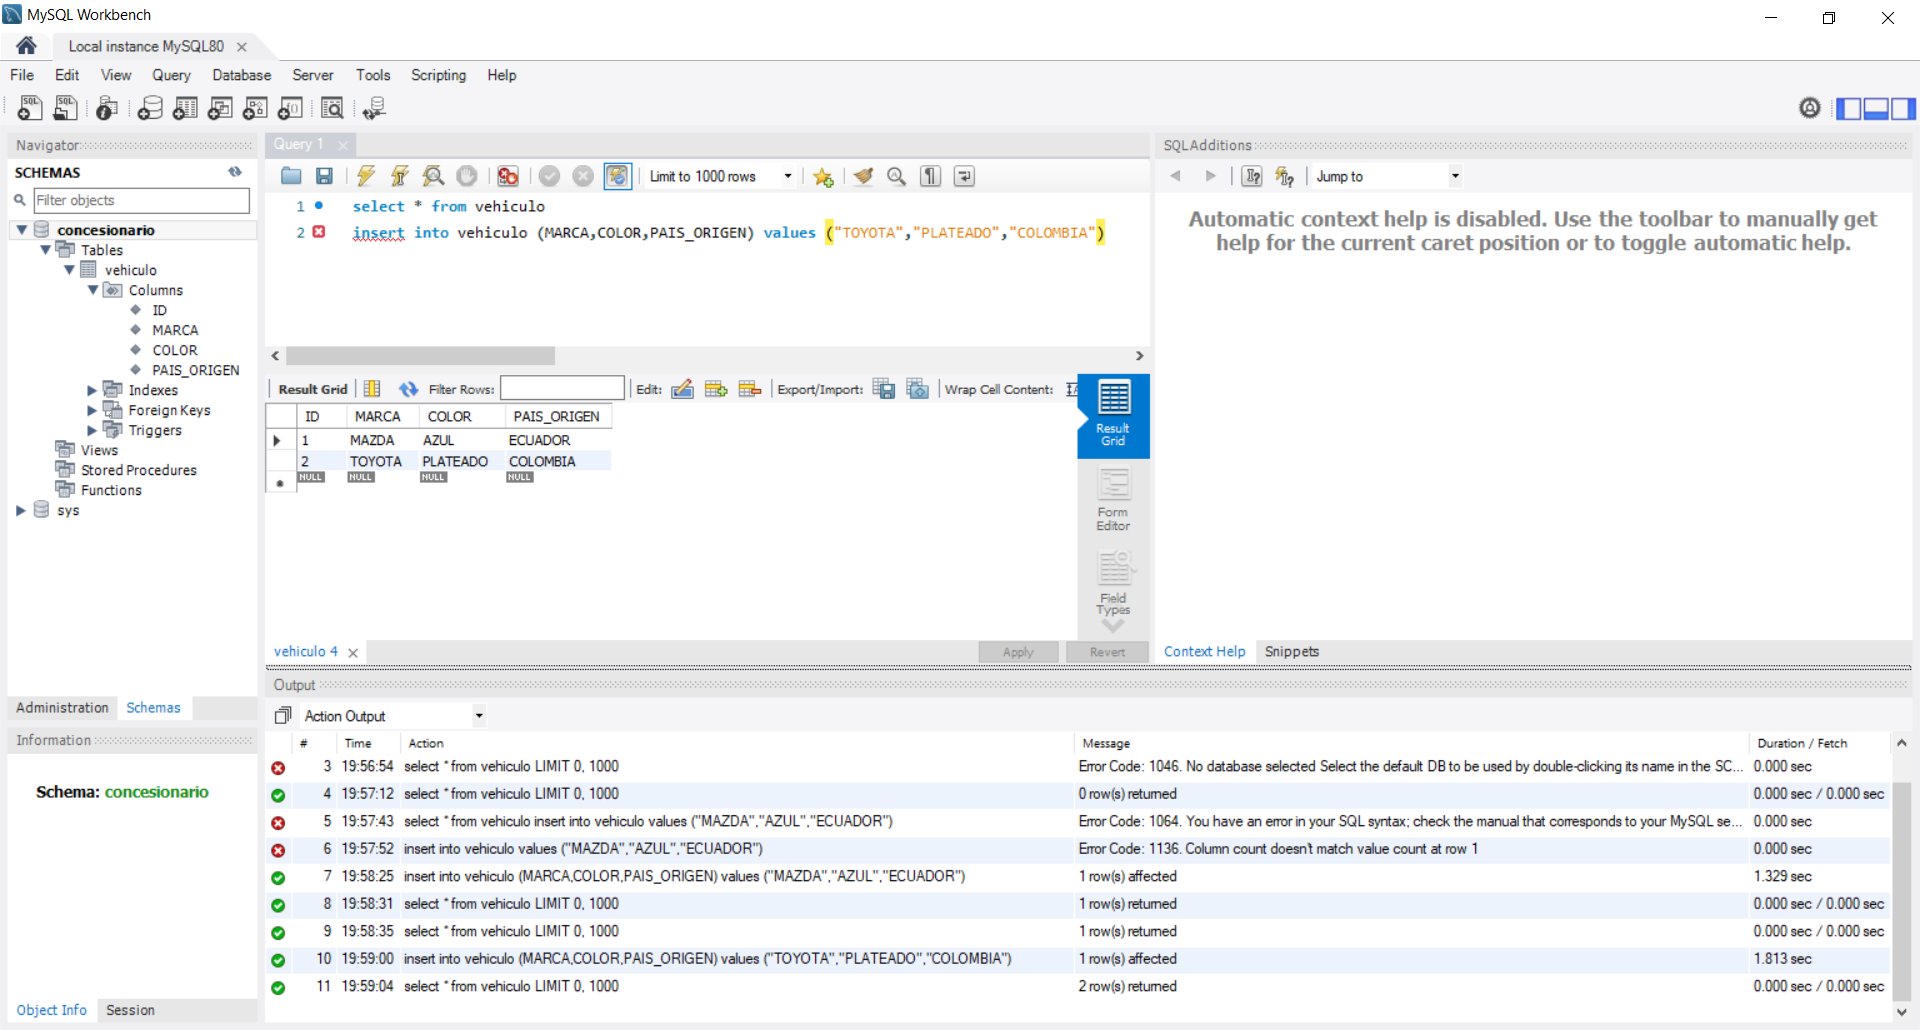 MySQL Workbench
Local instance MySQL80
File Edit View Query Database Server Tools Scripting Help
Navigator
SCHEMAS
Filter objects
concesionario
Tables
vehiculo
Columns
ID
MARCA
COLOR
PAIS_ORIGEN
Indexes
Foreign Keys
Triggers
Views
Stored Procedures
Functions
sys
Administration Schemas
Information
Schema: concesionario
Object Info Session
Query 1
Limit to 1000 rows
1 select * from vehiculo
2 insert into vehiculo (MARCA,COLOR,PAIS_ORIGEN) values ("TOYOTA","PLATEADO","COLOMBIA")
Result Grid Filter Rows: Edit: Export/Import: Wrap Cell Content:
ID MARCA COLOR PAIS_ORIGEN
1 MAZDA AZUL ECUADOR
2 TOYOTA PLATEADO COLOMBIA
NULL NULL NULL NULL
Result
Grid
Form
Editor
Field
Types
vehiculo 4 Apply Revert
SQLAdditions
Jump to
Automatic context help is disabled. Use the toolbar to manually get
help for the current caret position or to toggle automatic help.
Context Help Snippets
Output
Action Output
# Time Action Message Duration / Fetch
3 19:56:54 select * from vehiculo LIMIT 0, 1000 Error Code: 1046. No database selected Select the default DB to be used by double-clicking its name in the SC... 0.000 sec
4 19:57:12 select * from vehiculo LIMIT 0, 1000 0 row(s) returned 0.000 sec / 0.000 sec
5 19:57:43 select * from vehiculo insert into vehiculo values ("MAZDA","AZUL","ECUADOR") Error Code: 1064. You have an error in your SQL syntax; check the manual that corresponds to your MySQL se... 0.000 sec
6 19:57:52 insert into vehiculo values ("MAZDA","AZUL","ECUADOR") Error Code: 1136. Column count doesn't match value count at row 1 0.000 sec
7 19:58:25 insert into vehiculo (MARCA,COLOR,PAIS_ORIGEN) values ("MAZDA","AZUL","ECUADOR") 1 row(s) affected 1.329 sec
8 19:58:31 select * from vehiculo LIMIT 0, 1000 1 row(s) returned 0.000 sec / 0.000 sec
9 19:58:35 select * from vehiculo LIMIT 0, 1000 1 row(s) returned 0.000 sec / 0.000 sec
10 19:59:00 insert into vehiculo (MARCA,COLOR,PAIS_ORIGEN) values ("TOYOTA","PLATEADO","COLOMBIA") 1 row(s) affected 1.813 sec
11 19:59:04 select * from vehiculo LIMIT 0, 1000 2 row(s) returned 0.000 sec / 0.000 sec